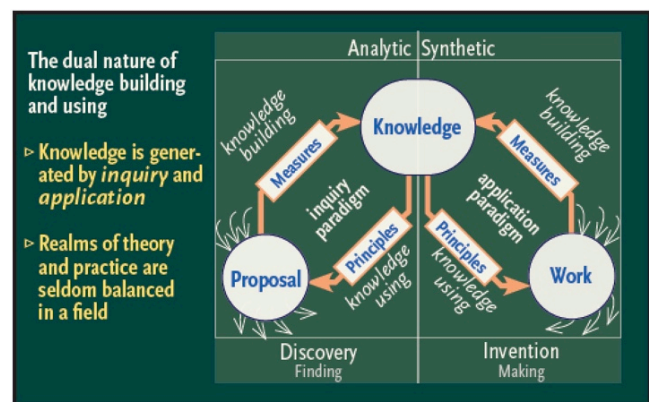 The dual nature of
knowledge building
and using
▹ Knowledge is gener-
ated by inquiry and
application
▹ Realms of theory
and practice are
seldom balanced
in a field
Analytic Synthetic
knowledge
building
Measures
Knowledge
Measures
knowledge
building
inquiry
paradigm
application
paradigm
Proposal
Principles
knowledge
using
Principles
knowledge
using
Work
Discovery
Finding
Invention
Making